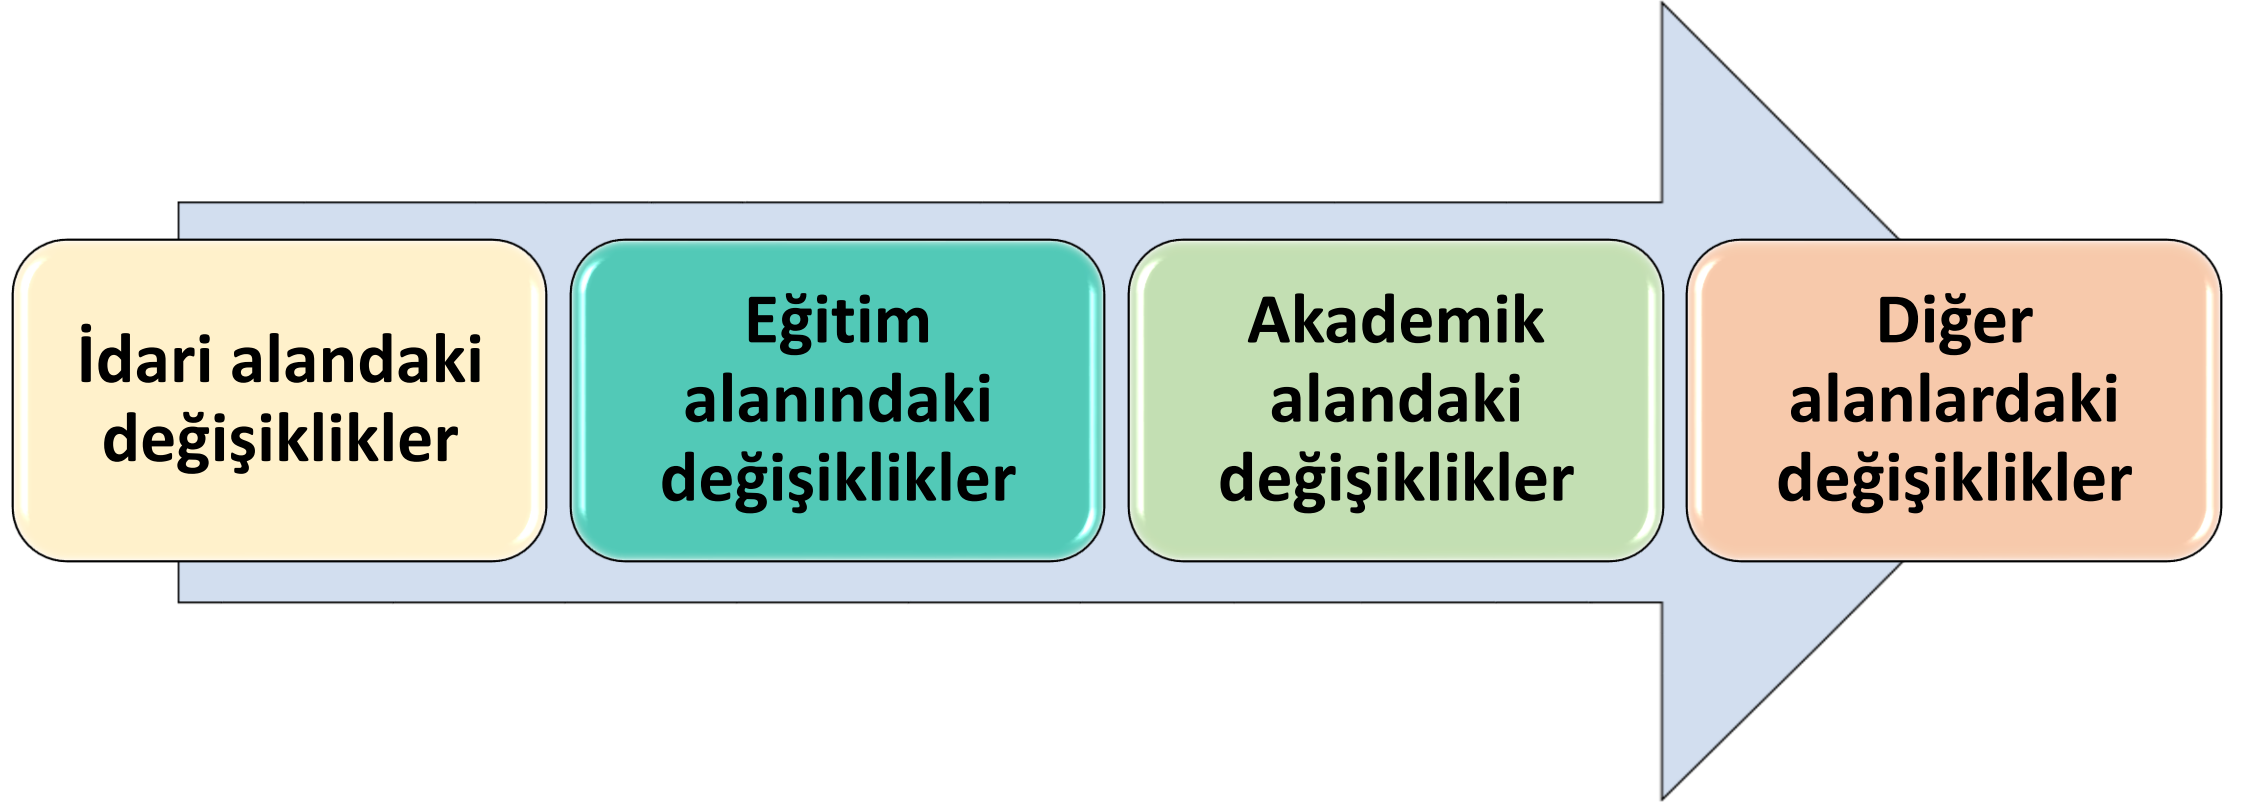 İdari alandaki
değişiklikler
Eğitim
alanındaki
değişiklikler
Akademik
alandaki
değişiklikler
Diğer
alanlardaki
değişiklikler